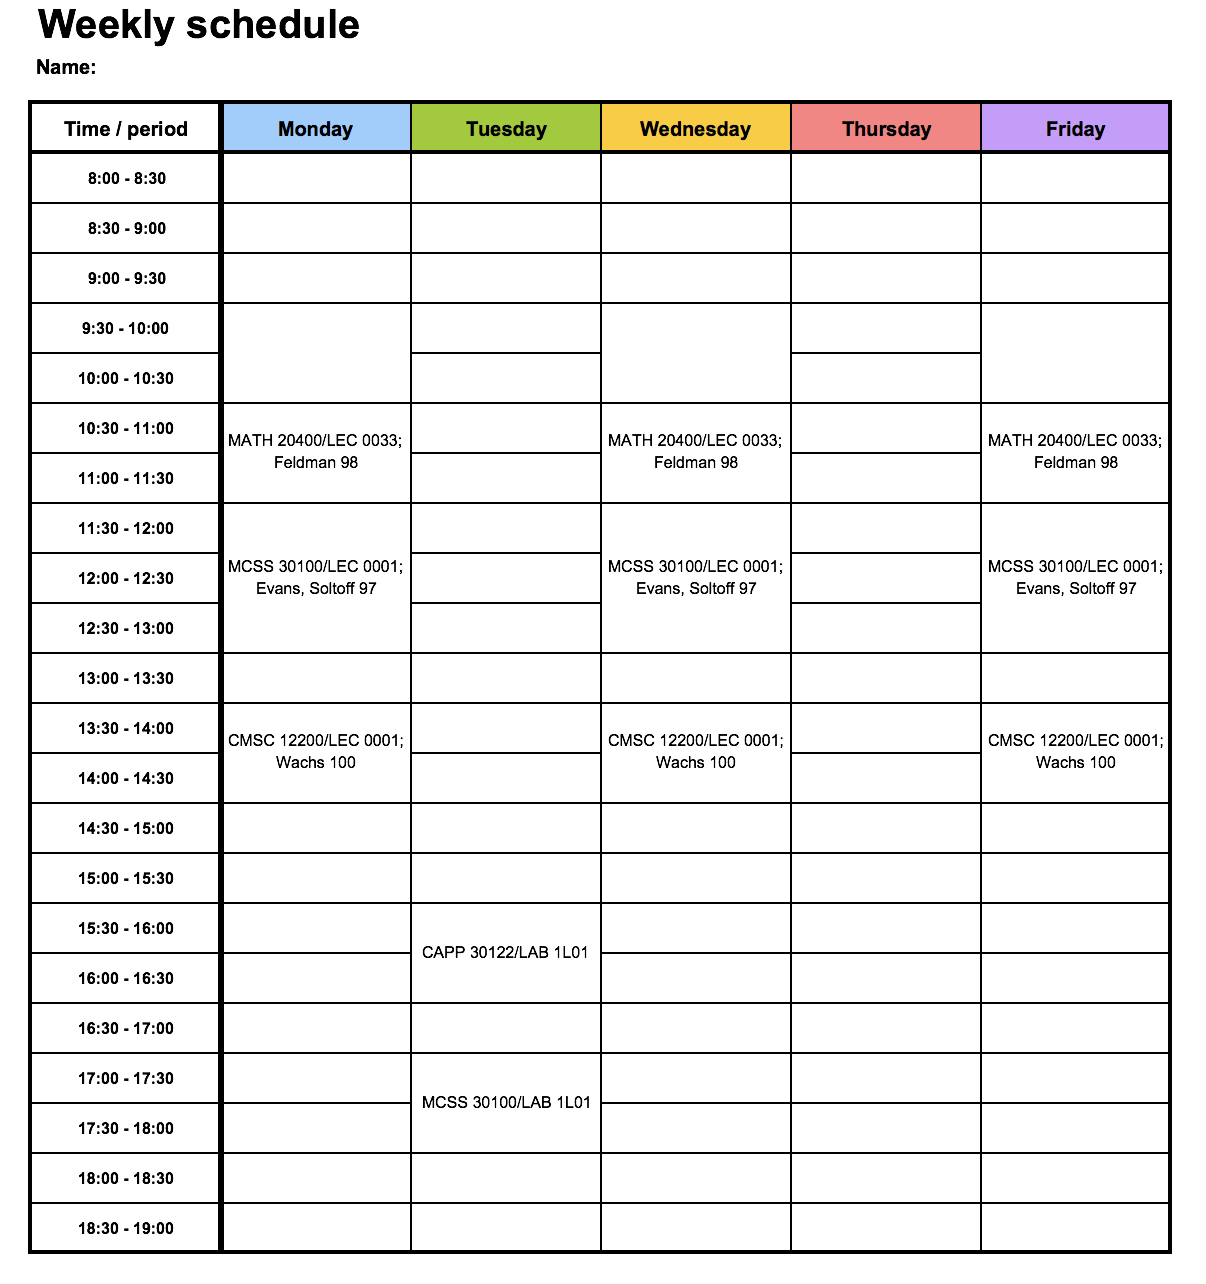 Weekly schedule
Name:
Time / period Monday Tuesday Wednesday Thursday Friday
8:00 - 8:30
8:30 - 9:00
9:00 - 9:30
9:30 - 10:00
10:00 - 10:30
10:30 - 11:00
MATH 20400/LEC 0033; MATH 20400/LEC 0033; MATH 20400/LEC 0033;
Feldman 98 Feldman 98 Feldman 98
11:00 - 11:30
11:30 - 12:00
MCSS 30100/LEC 0001; MCSS 30100/LEC 0001; MCSS 30100/LEC 0001;
12:00 - 12:30
Evans, Soltoff 97 Evans, Soltoff 97 Evans, Soltoff 97
12:30 - 13:00
13:00 - 13:30
13:30 - 14:00
CMSC 12200/LEC 0001; CMSC 12200/LEC 0001; CMSC 12200/LEC 0001;
Wachs 100 Wachs 100 Wachs 100
14:00 - 14:30
14:30 - 15:00
15:00 - 15:30
15:30 - 16:00
CAPP 30122/LAB 1L01
16:00 - 16:30
16:30 - 17:00
17:00 - 17:30
MCSS 30100/LAB 1L01
17:30 - 18:00
18:00 - 18:30
18:30 - 19:00